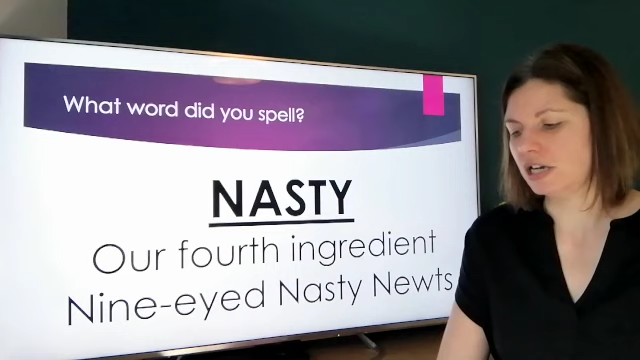 What word did you spell?
NASTY
Our fourth ingredient
Nine-eyed Nasty Newts